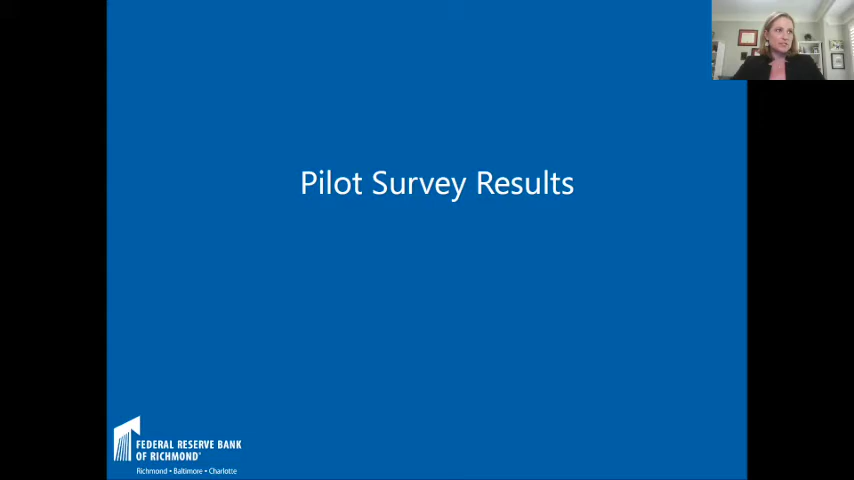 Pilot Survey Results
FEDERAL RESERVE BANK
OF RICHMOND®
Richmond • Baltimore • Charlotte